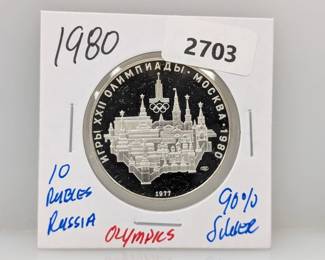 1980
2703
ИГРЫ XXII ОЛИМПИАДЫ · МОСКВА · 1980
1977
10
RUBLES
RUSSIA
OLYMPICS
90%
SILVER